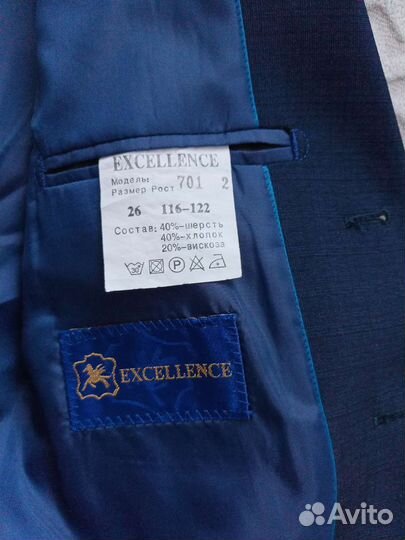 EXCELLENCE
Модель: 701 2
Размер Рост
26 116-122
Состав: 40%-шерсть
40%-хлопок
20%-вискоза
P
EXCELLENCE
Avito